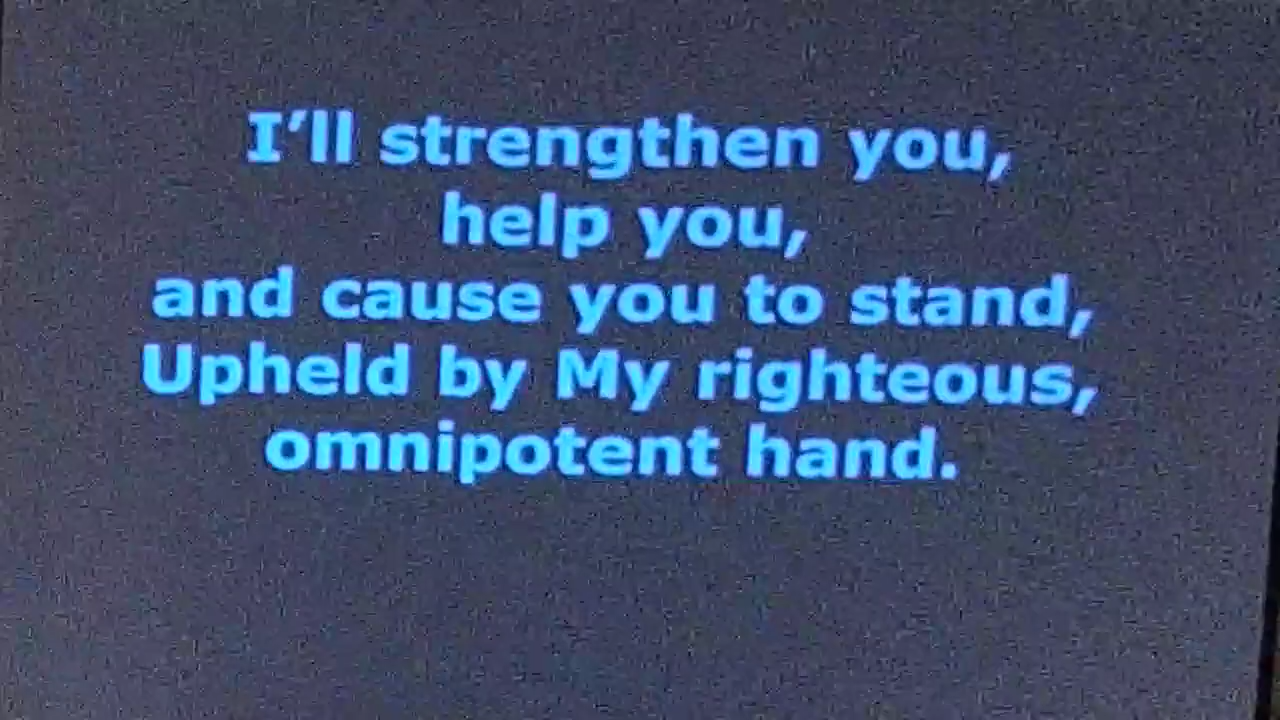 I’ll strengthen you,
help you,
and cause you to stand,
Upheld by My righteous,
omnipotent hand.